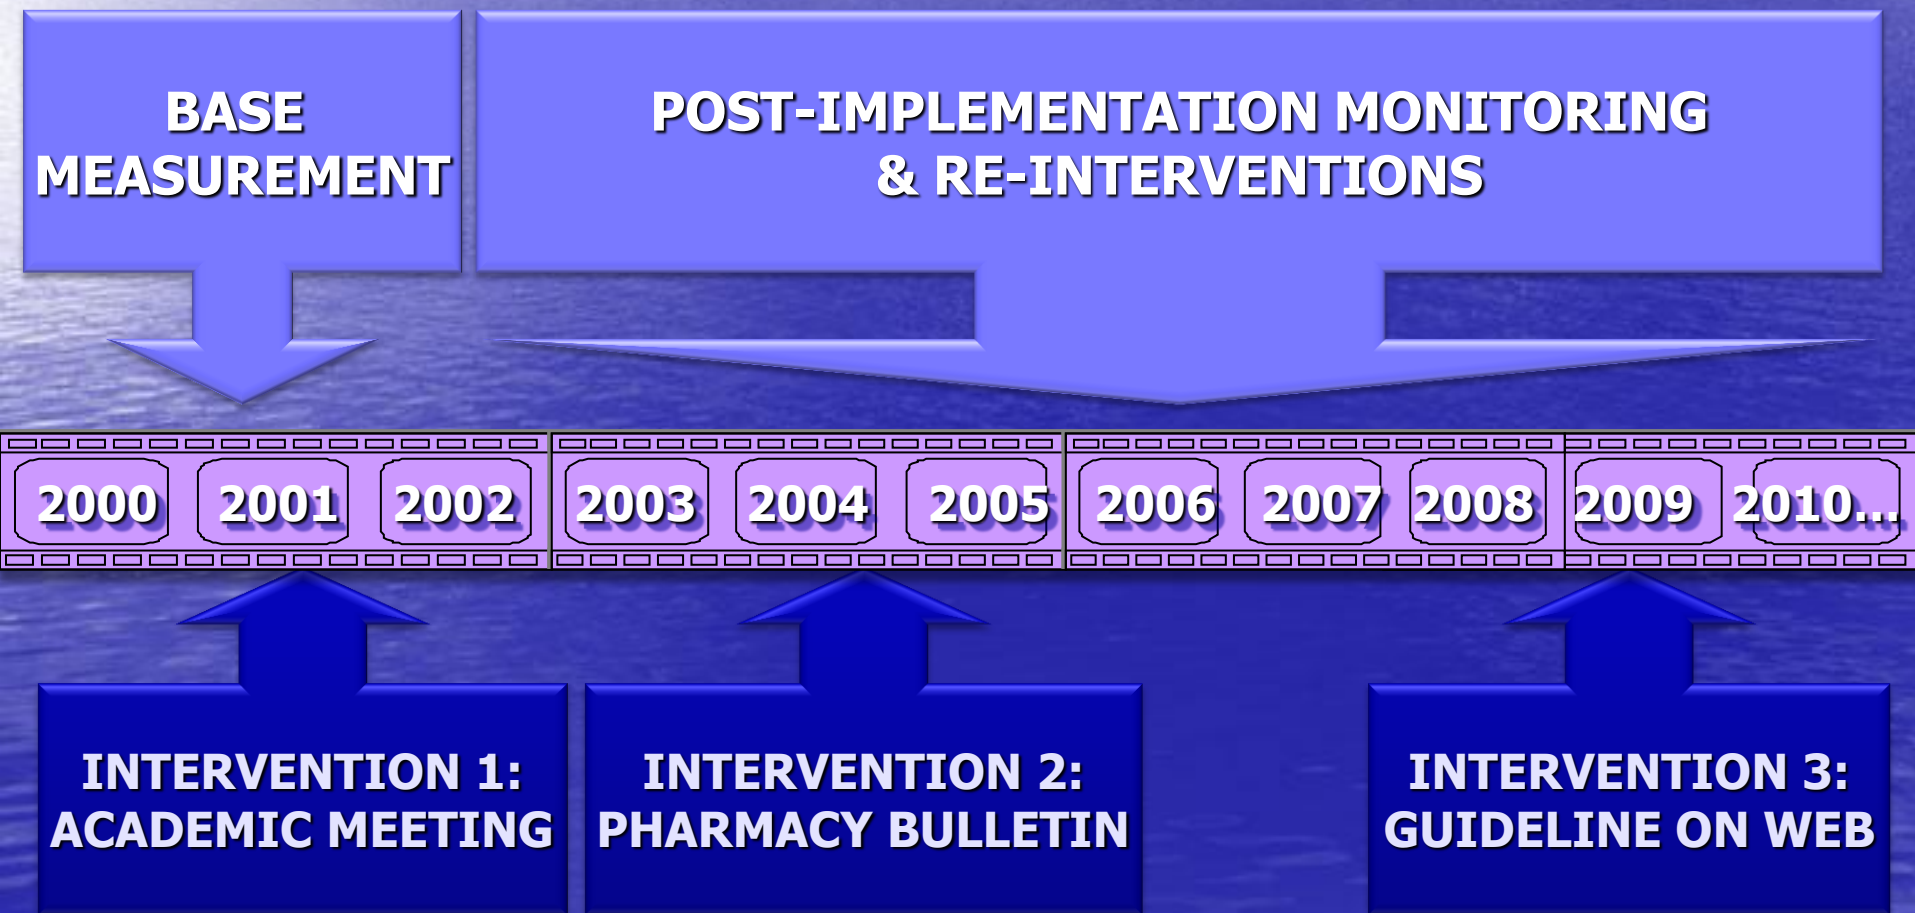 BASE
MEASUREMENT
POST-IMPLEMENTATION MONITORING
& RE-INTERVENTIONS
2000 2001 2002 2003 2004 2005 2006 2007 2008 2009 2010...
INTERVENTION 1:
ACADEMIC MEETING
INTERVENTION 2:
PHARMACY BULLETIN
INTERVENTION 3:
GUIDELINE ON WEB